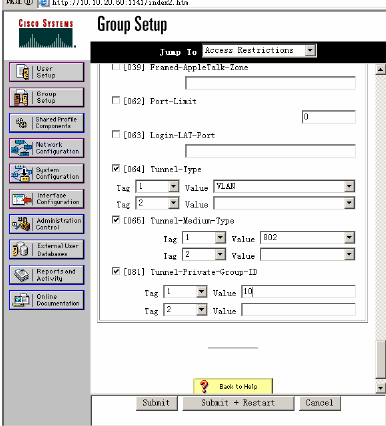 http://10.10.20.60:11417/index2.htm
CISCO SYSTEMS
Group Setup
Jump To Access Restrictions
User Setup
Group Setup
Shared Profile Components
Network Configuration
System Configuration
Interface Configuration
Administration Control
External User Databases
Reports and Activity
Online Documentation
[039] Framed-AppleTalk-Zone
[062] Port-Limit
0
[063] Login-LAT-Port
[064] Tunnel-Type
Tag 1 Value VLAN
Tag 2 Value
[065] Tunnel-Medium-Type
Tag 1 Value 802
Tag 2 Value
[081] Tunnel-Private-Group-ID
Tag 1 Value 10
Tag 2 Value
? Back to Help
Submit Submit + Restart Cancel